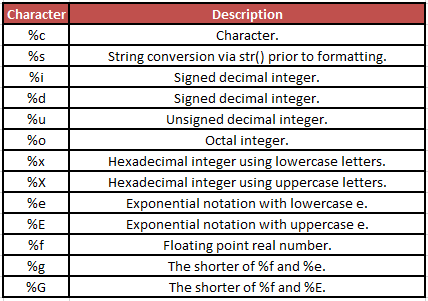 Character Description
%c Character.
%s String conversion via str() prior to formatting.
%i Signed decimal integer.
%d Signed decimal integer.
%u Unsigned decimal integer.
%o Octal integer.
%x Hexadecimal integer using lowercase letters.
%X Hexadecimal integer using uppercase letters.
%e Exponential notation with lowercase e.
%E Exponential notation with uppercase e.
%f Floating point real number.
%g The shorter of %f and %e.
%G The shorter of %f and %E.